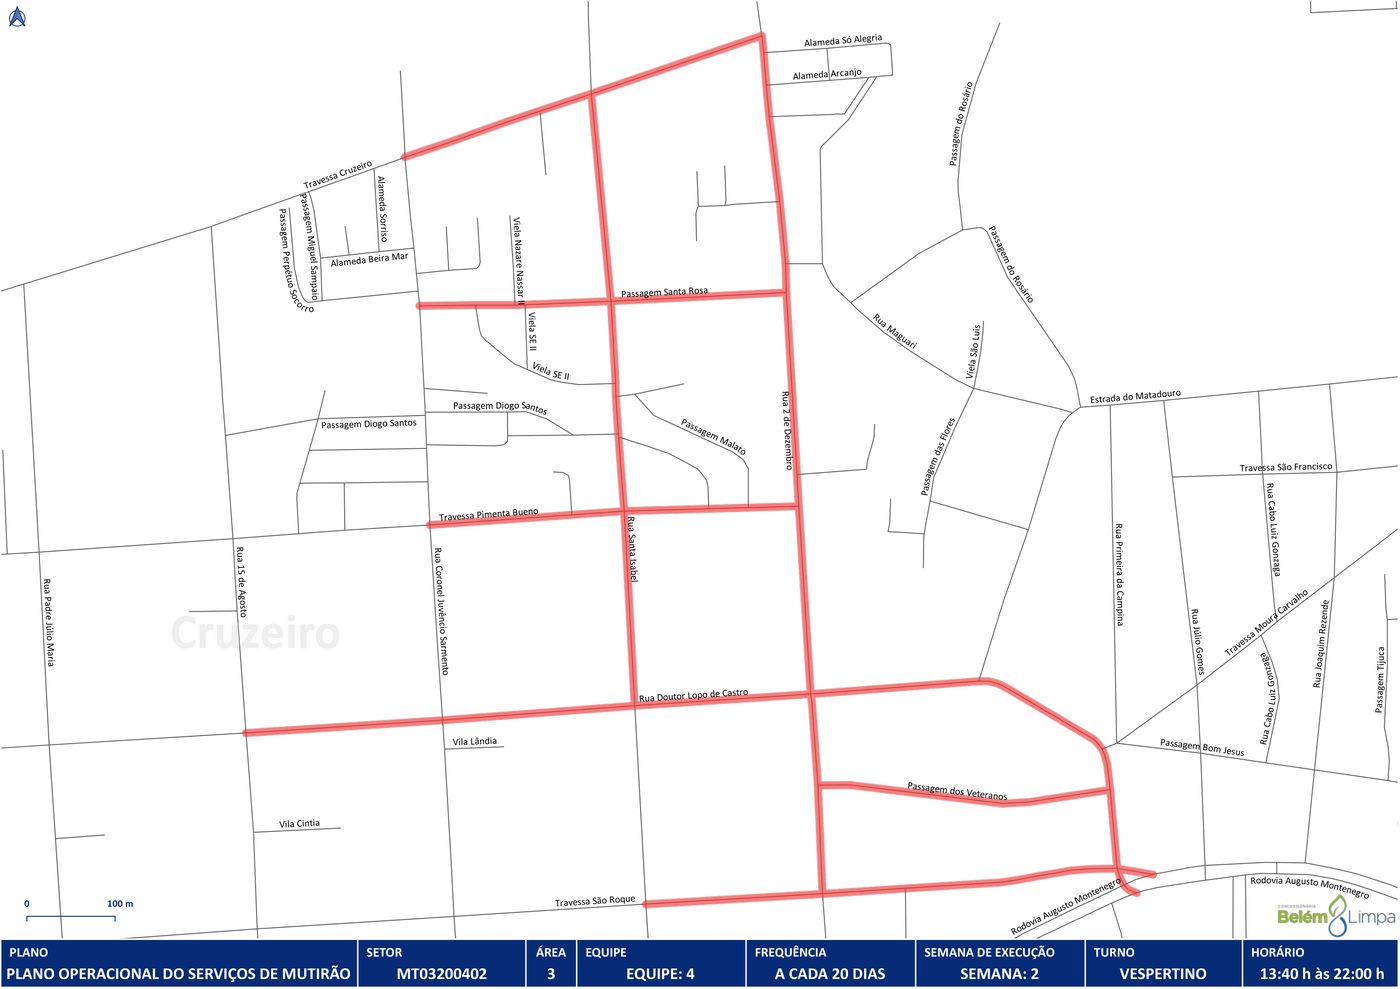 Alameda Só Alegria
Alameda Arcanjo
Passagem do Rosário
Travessa Cruzeiro
Alameda Sorriso
Passagem Miguel Sampaio
Passagem Perpétuo Socorro
Alameda Beira Mar
Viela Nazare Nassar II
Passagem do Rosário
Passagem Santa Rosa
Viela SE II
Viela SE II
Rua Maguari
Viela São Luis
Estrada do Matadouro
Passagem Diogo Santos
Passagem Diogo Santos
Passagem Malato
Rua 2 de Dezembro
Passagem das Flores
Travessa São Francisco
Rua Cabo Luiz Gonzaga
Travessa Pimenta Bueno
Rua Santa Isabel
Rua Primeira da Campina
Rua Padre Júlio Maria
Rua 15 de Agosto
Rua Coronel Juvêncio Sarmento
Cruzeiro
Rua Júlio Gomes
Travessa Moura Carvalho
Rua Joaquim Rezende
Rua Cabo Luiz Gonzaga
Passagem Tijuca
Rua Doutor Lopo de Castro
Vila Lândia
Passagem Bom Jesus
Passagem dos Veteranos
Vila Cintia
Travessa São Roque
Rodovia Augusto Montenegro
Rodovia Augusto Montenegro
0 100 m
CONCESSIONÁRIA
Belém Limpa
PLANO
PLANO OPERACIONAL DO SERVIÇOS DE MUTIRÃO
SETOR
MT03200402
ÁREA
3
EQUIPE
EQUIPE: 4
FREQUÊNCIA
A CADA 20 DIAS
SEMANA DE EXECUÇÃO
SEMANA: 2
TURNO
VESPERTINO
HORÁRIO
13:40 h às 22:00 h